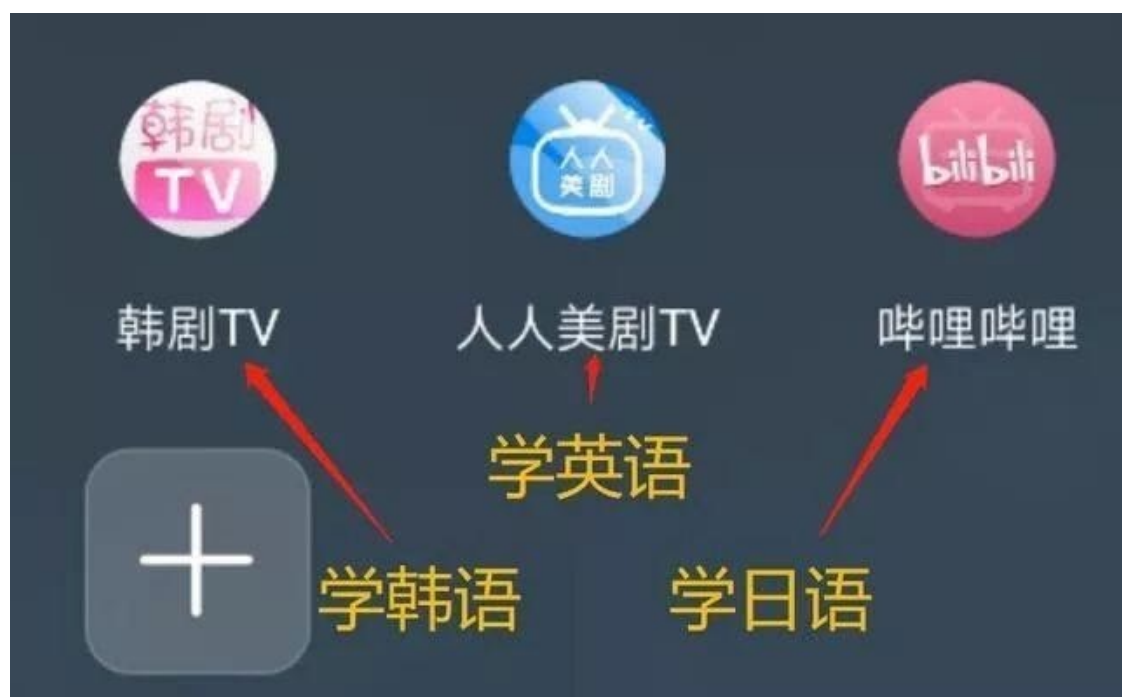 韩剧
TV
TV
人人
美剧
bilibili
韩剧TV
人人美剧TV
哔哩哔哩
学英语
学韩语
学日语